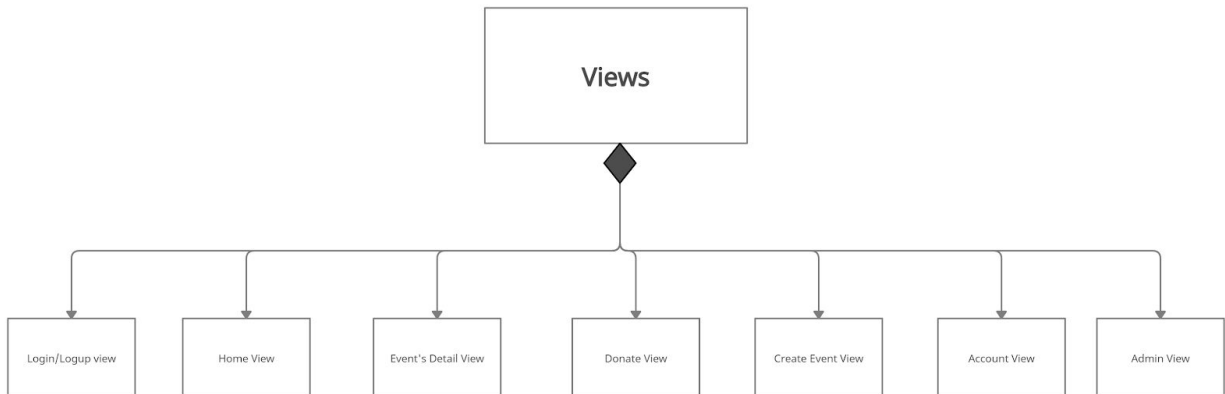 Views
Login/Logup view
Home View
Event's Detail View
Donate View
Create Event View
Account View
Admin View